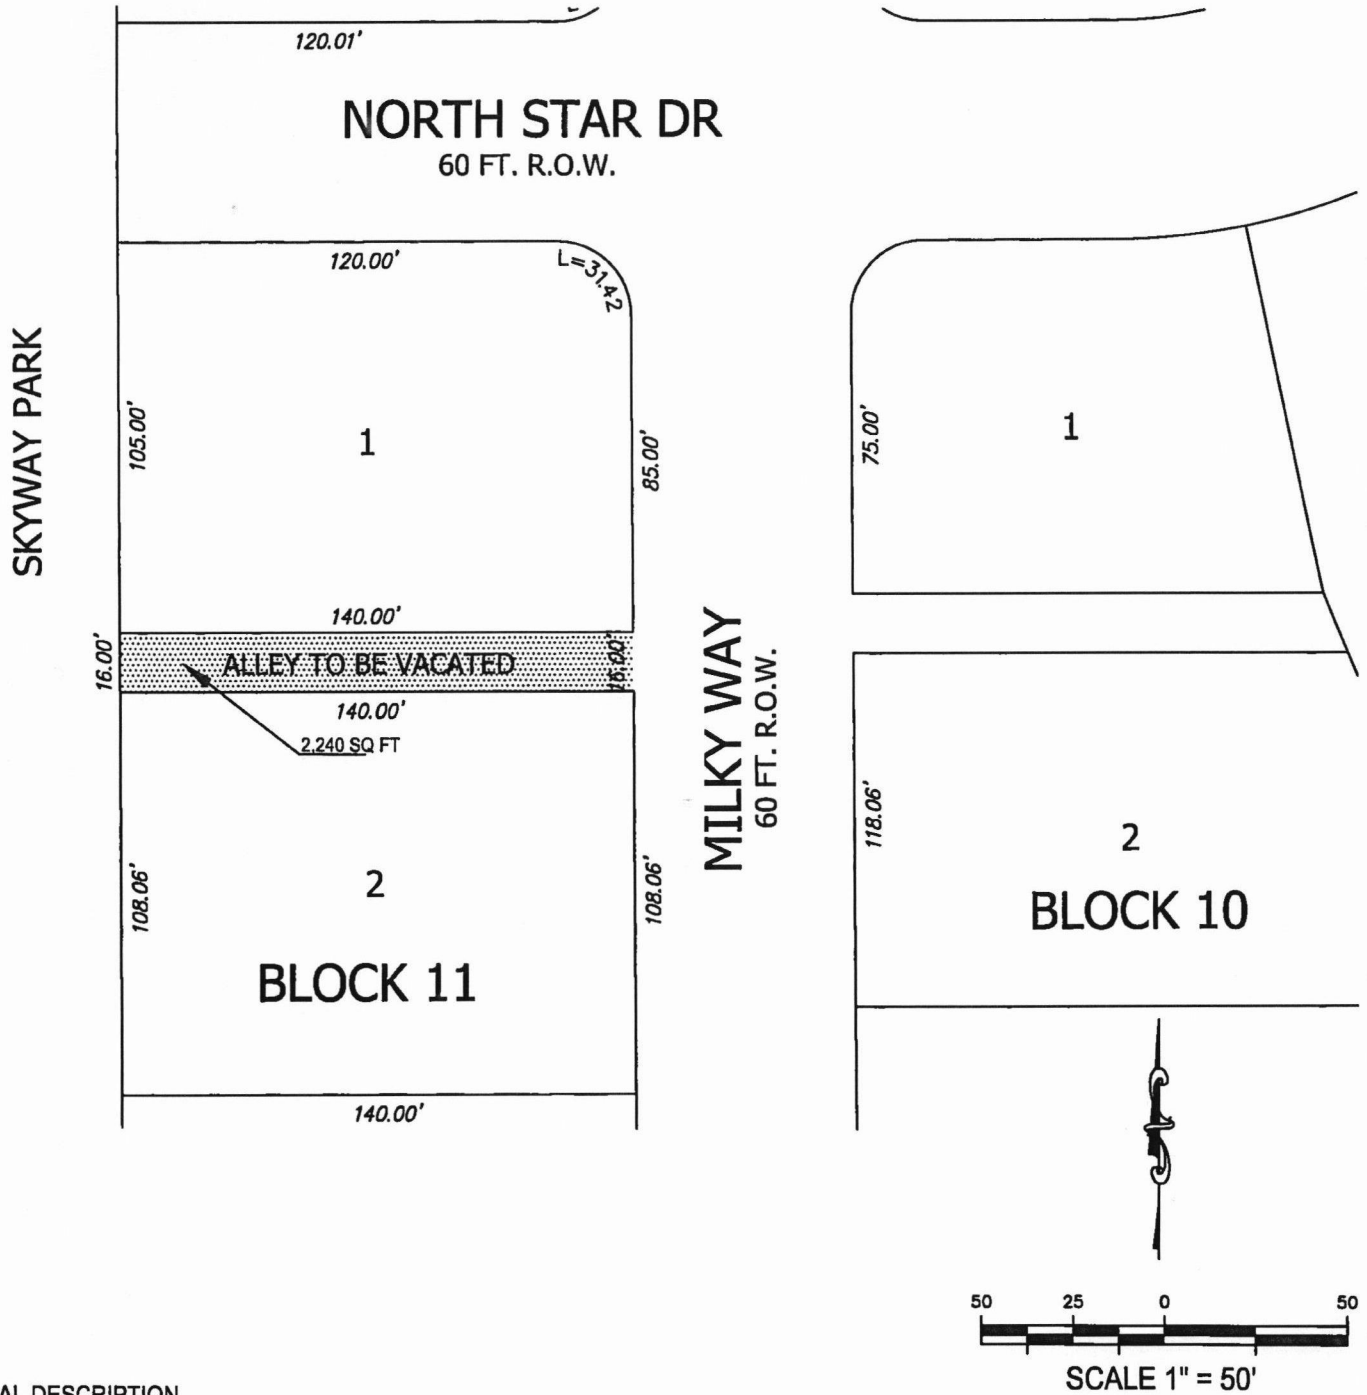 120.01'
NORTH STAR DR
60 FT. R.O.W.
120.00'
L=31.42
SKYWAY PARK
105.00'
1
85.00'
75.00'
1
140.00'
16.00'
ALLEY TO BE VACATED
16.00'
140.00'
2,240 SQ FT
MILKY WAY
60 FT. R.O.W.
108.06'
2
108.06'
BLOCK 11
118.06'
2
BLOCK 10
140.00'
50 25 0 50
SCALE 1" = 50'
AL DESCRIPTION